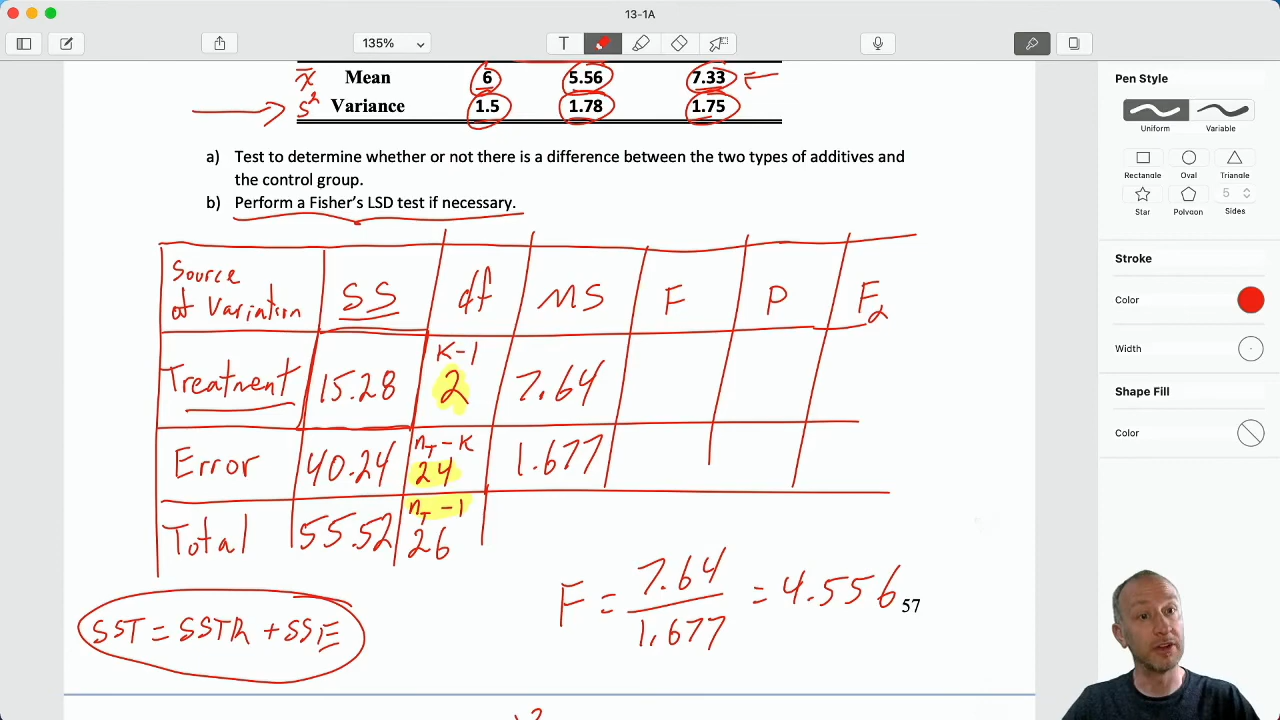 13-1A
135%
T
x̄ Mean 6 5.56 7.33
s² Variance 1.5 1.78 1.75
a) Test to determine whether or not there is a difference between the two types of additives and
the control group.
b) Perform a Fisher's LSD test if necessary.
Source
of Variation SS df MS F P Fα
K-1
Treatment 15.28 2 7.64
nT - K
Error 40.24 24 1.677
nT - 1
Total 55.52 26
F = 7.64 / 1.677 = 4.556
57
SST = SSTR + SSE
Pen Style
Uniform Variable
Rectangle Oval Triangle
5
Star Polygon Sides
Stroke
Color
Width
Shape Fill
Color